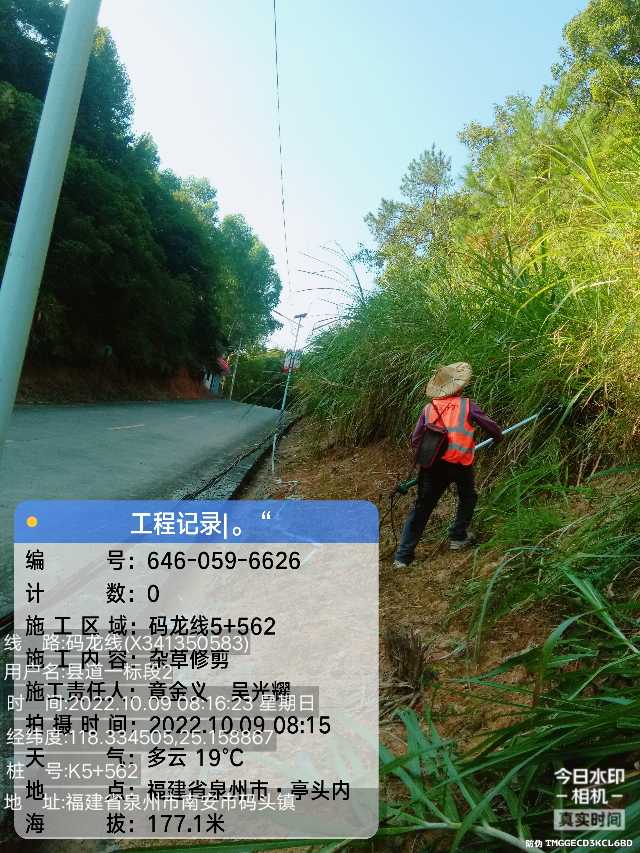 工程记录|。“
编号：646-059-6626
计数：0
施工区域：码龙线5+562
线 路:码龙线(X341350583)
施工内容：杂草修剪
用户名:县道一标段2
施工责任人：章金义 吴光耀
时 间:2022.10.09 08:16:23 星期日
拍摄时间：2022.10.09 08:15
经纬度:118.334505,25.158867
天气：多云 19℃
桩 号:K5+562
地点：福建省泉州市·亭头内
地 址:福建省泉州市南安市码头镇
海拔：177.1米
今日水印
相机
真实时间
防伪 TMGGECD3KCL6BD